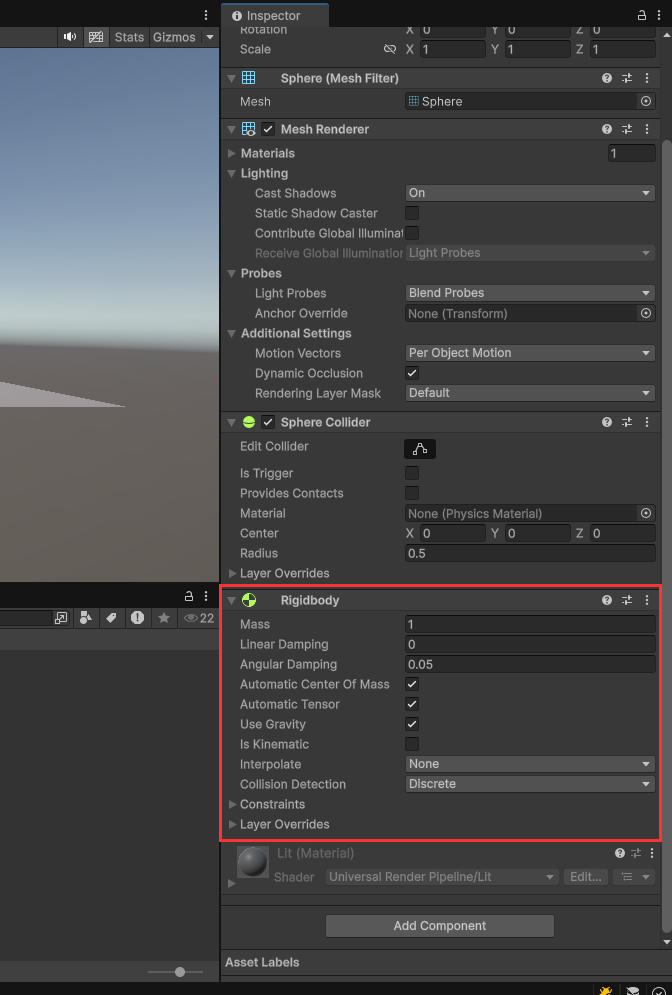 Inspector
Stats Gizmos
Rotation X 0 Y 0 Z 0
Scale X 1 Y 1 Z 1
Sphere (Mesh Filter)
Mesh Sphere
Mesh Renderer
Materials 1
Lighting
Cast Shadows On
Static Shadow Caster
Contribute Global Illuminat
Receive Global Illumination Light Probes
Probes
Light Probes Blend Probes
Anchor Override None (Transform)
Additional Settings
Motion Vectors Per Object Motion
Dynamic Occlusion
Rendering Layer Mask Default
Sphere Collider
Edit Collider
Is Trigger
Provides Contacts
Material None (Physics Material)
Center X 0 Y 0 Z 0
Radius 0.5
Layer Overrides
Rigidbody
22
Mass 1
Linear Damping 0
Angular Damping 0.05
Automatic Center Of Mass
Automatic Tensor
Use Gravity
Is Kinematic
Interpolate None
Collision Detection Discrete
Constraints
Layer Overrides
Lit (Material)
Shader Universal Render Pipeline/Lit Edit...
Add Component
Asset Labels